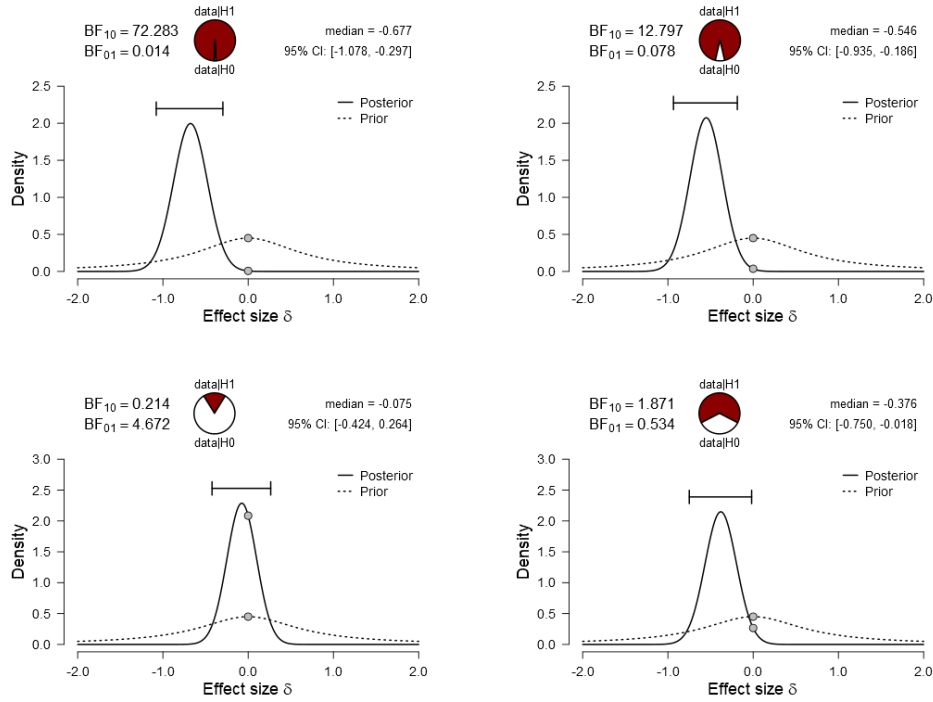 data|H1
BF10 = 72.283
BF01 = 0.014
data|H0
median = -0.677
95% CI: [-1.078, -0.297]
2.5
2.0
1.5
1.0
0.5
0.0
Density
Posterior
Prior
-2.0 -1.0 0.0 1.0 2.0
Effect size δ
data|H1
BF10 = 12.797
BF01 = 0.078
data|H0
median = -0.546
95% CI: [-0.935, -0.186]
2.5
2.0
1.5
1.0
0.5
0.0
Density
Posterior
Prior
-2.0 -1.0 0.0 1.0 2.0
Effect size δ
data|H1
BF10 = 0.214
BF01 = 4.672
data|H0
median = -0.075
95% CI: [-0.424, 0.264]
3.0
2.5
2.0
1.5
1.0
0.5
0.0
Density
Posterior
Prior
-2.0 -1.0 0.0 1.0 2.0
Effect size δ
data|H1
BF10 = 1.871
BF01 = 0.534
data|H0
median = -0.376
95% CI: [-0.750, -0.018]
3.0
2.5
2.0
1.5
1.0
0.5
0.0
Density
Posterior
Prior
-2.0 -1.0 0.0 1.0 2.0
Effect size δ